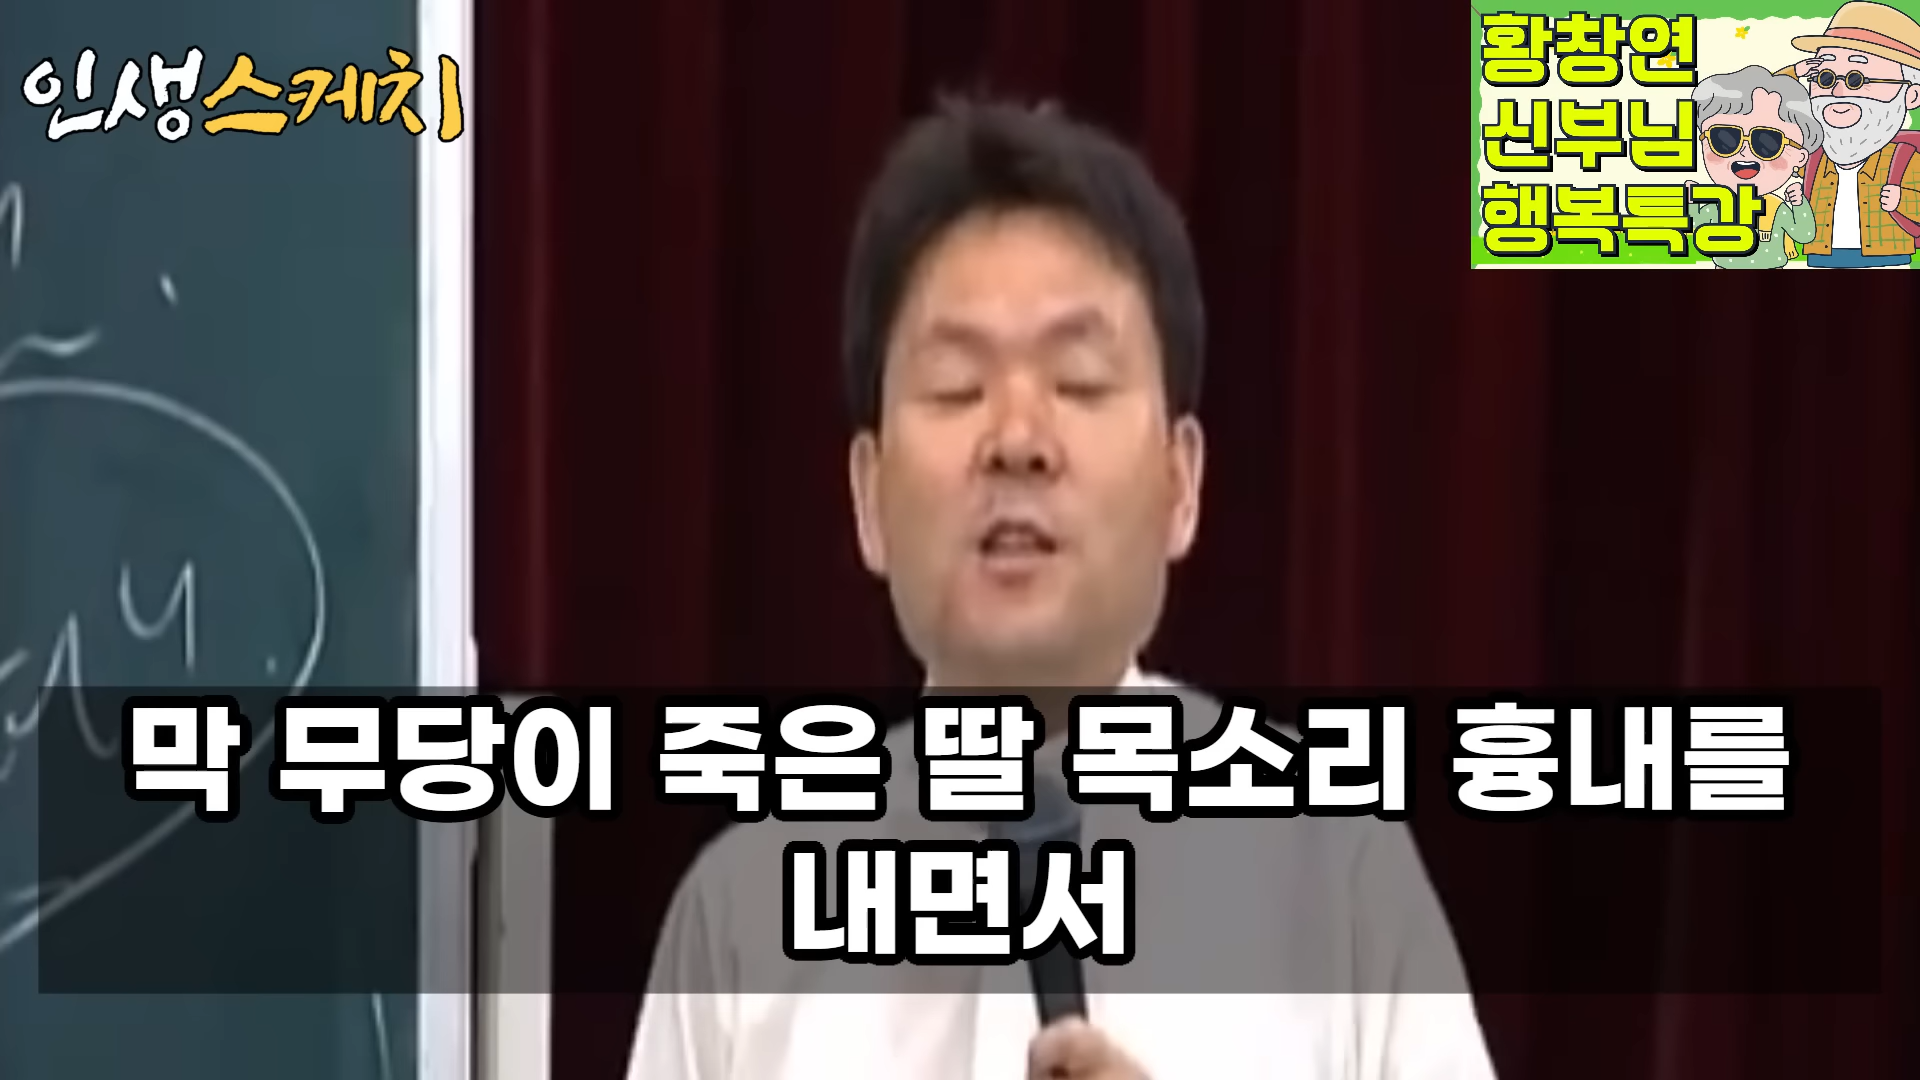 인생스케치
황창연
신부님
행복특강
막 무당이 죽은 딸 목소리 흉내를
내면서